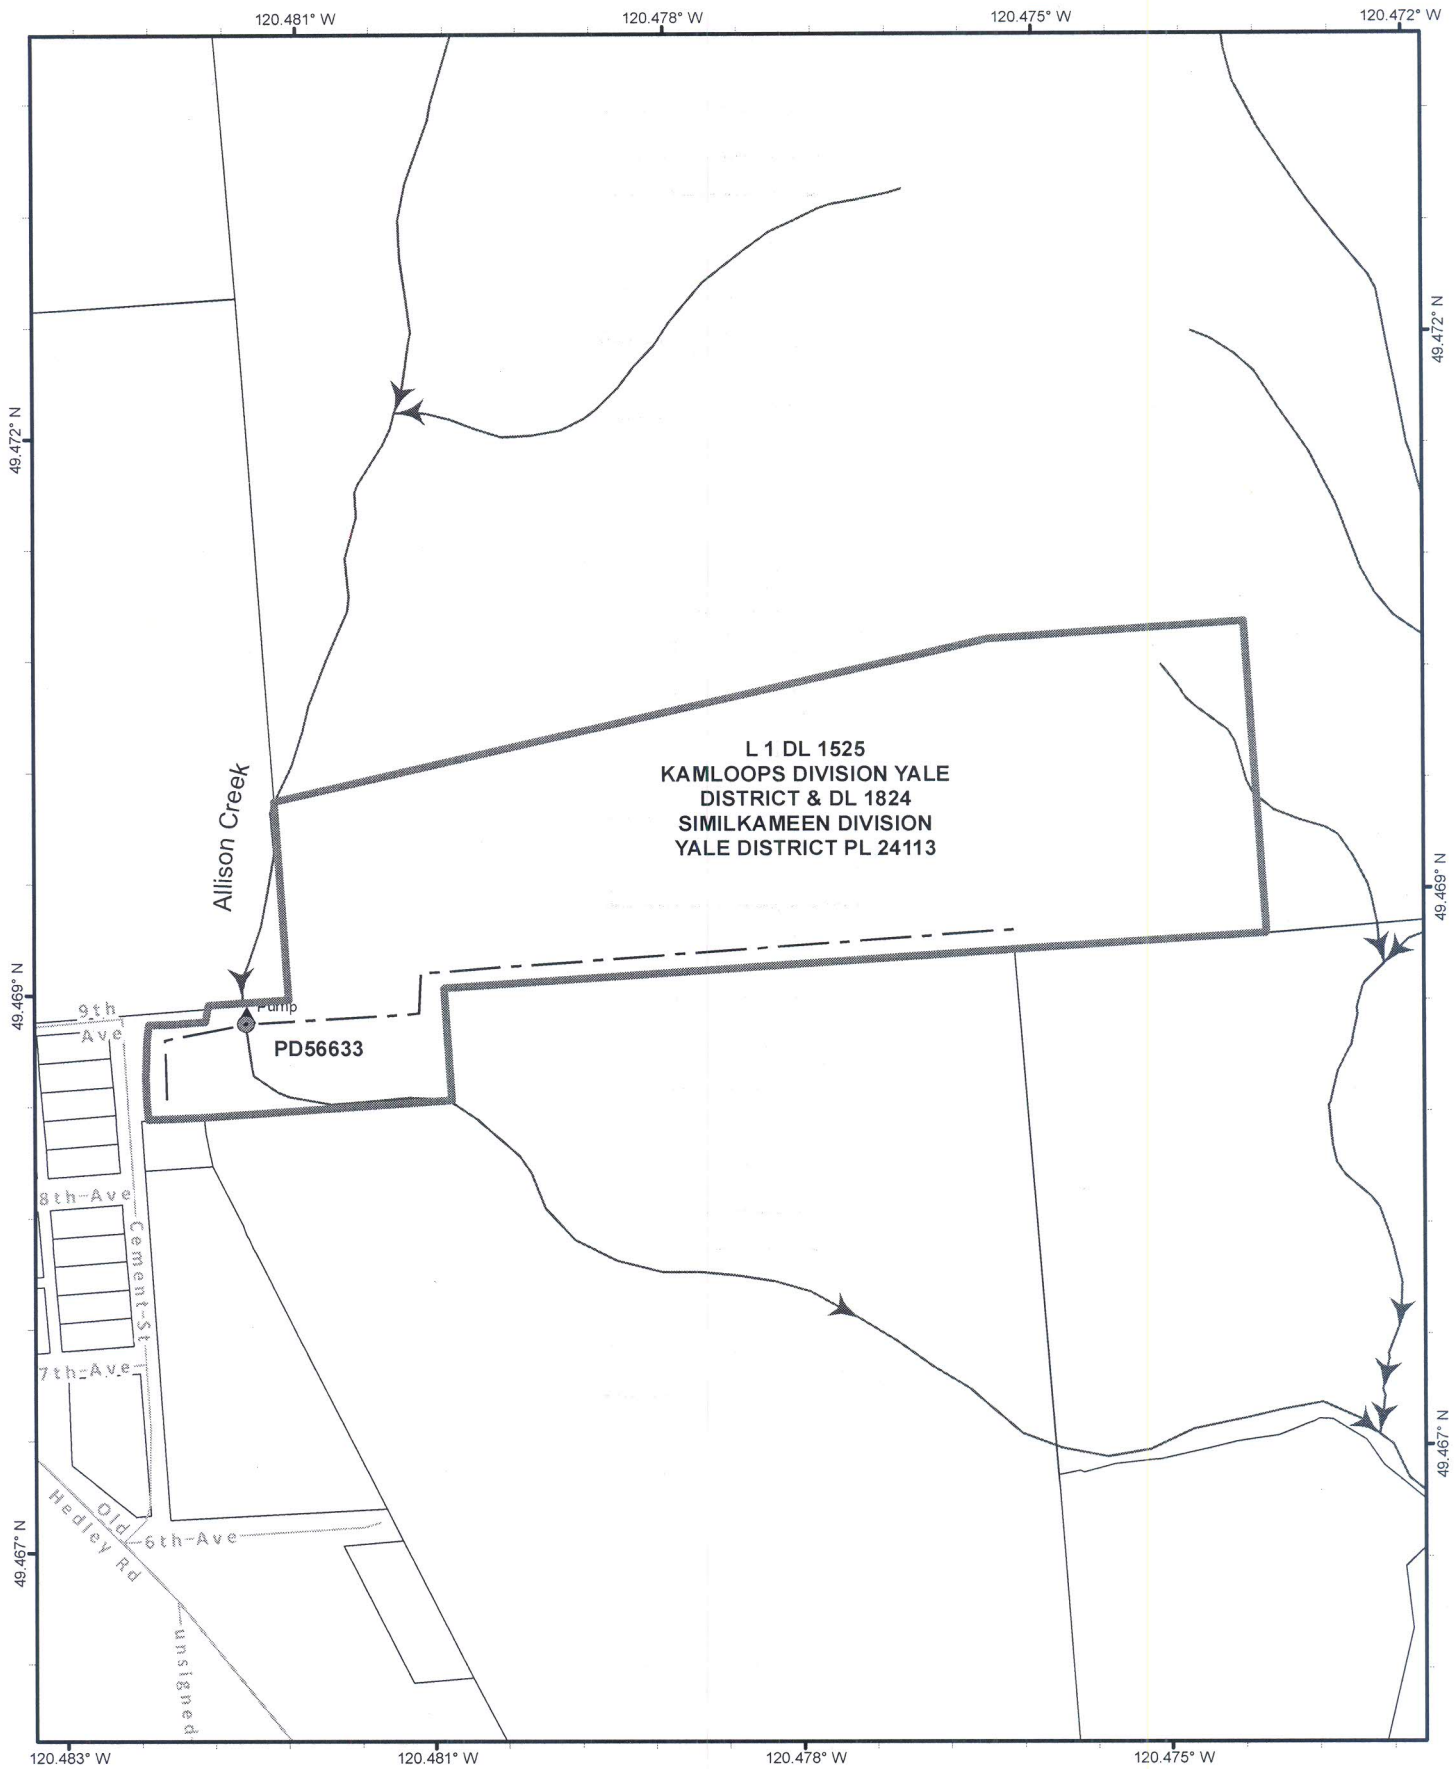 120.481° W
120.478° W
120.475° W
120.472° W
49.472° N
49.472° N
L 1 DL 1525
KAMLOOPS DIVISION YALE
DISTRICT & DL 1824
SIMILKAMEEN DIVISION
YALE DISTRICT PL 24113
Allison Creek
49.469° N
49.469° N
9th
Ave
Pump
PD56633
8th-Ave
Cement-St
7th-Ave
49.467° N
49.467° N
Old
Hedley Rd
6th-Ave
unsigned
120.483° W
120.481° W
120.478° W
120.475° W